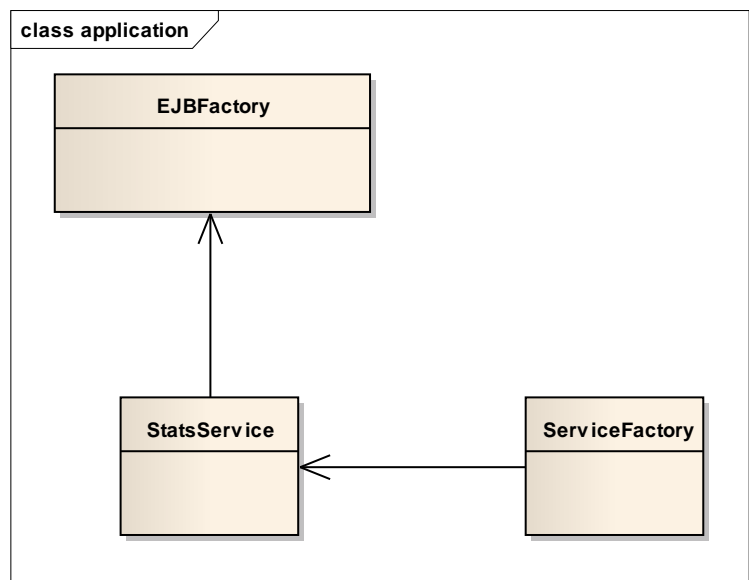 class application
EJBFactory
StatsService
ServiceFactory